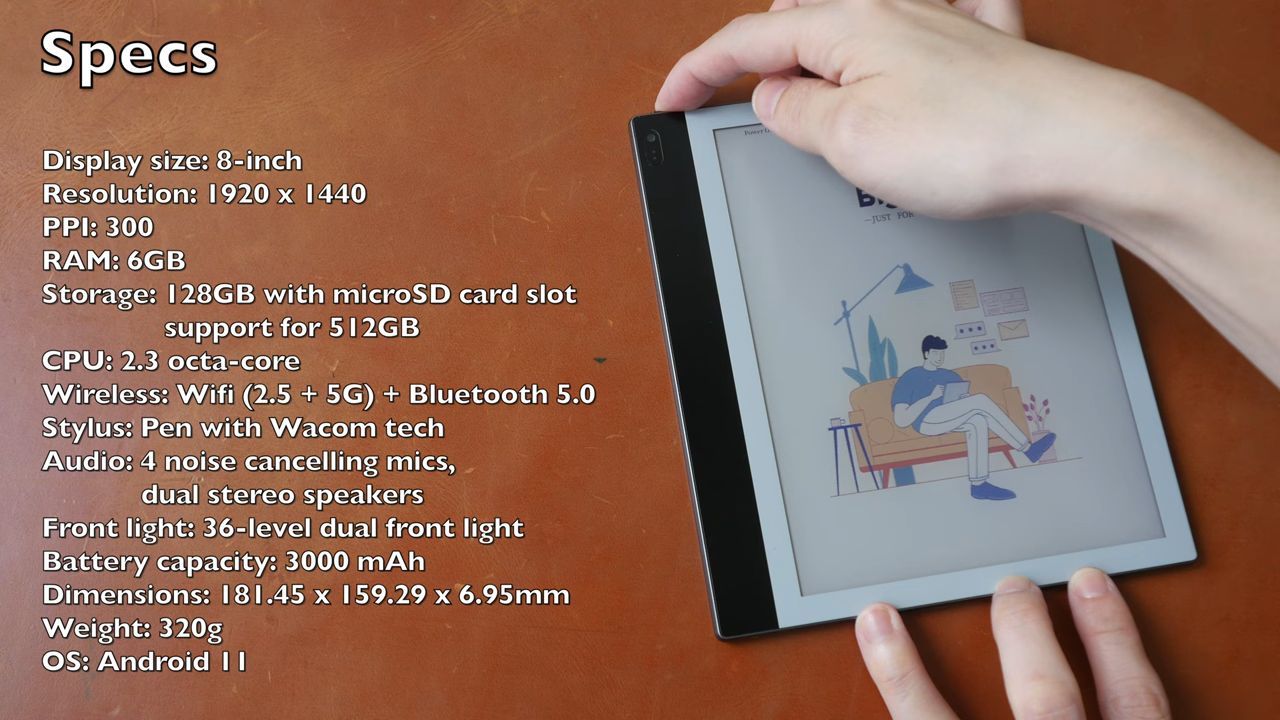 Specs
Display size: 8-inch
Resolution: 1920 x 1440
PPI: 300
RAM: 6GB
Storage: 128GB with microSD card slot
support for 512GB
CPU: 2.3 octa-core
Wireless: Wifi (2.5 + 5G) + Bluetooth 5.0
Stylus: Pen with Wacom tech
Audio: 4 noise cancelling mics,
dual stereo speakers
Front light: 36-level dual front light
Battery capacity: 3000 mAh
Dimensions: 181.45 x 159.29 x 6.95mm
Weight: 320g
OS: Android 11
—JUST FOR